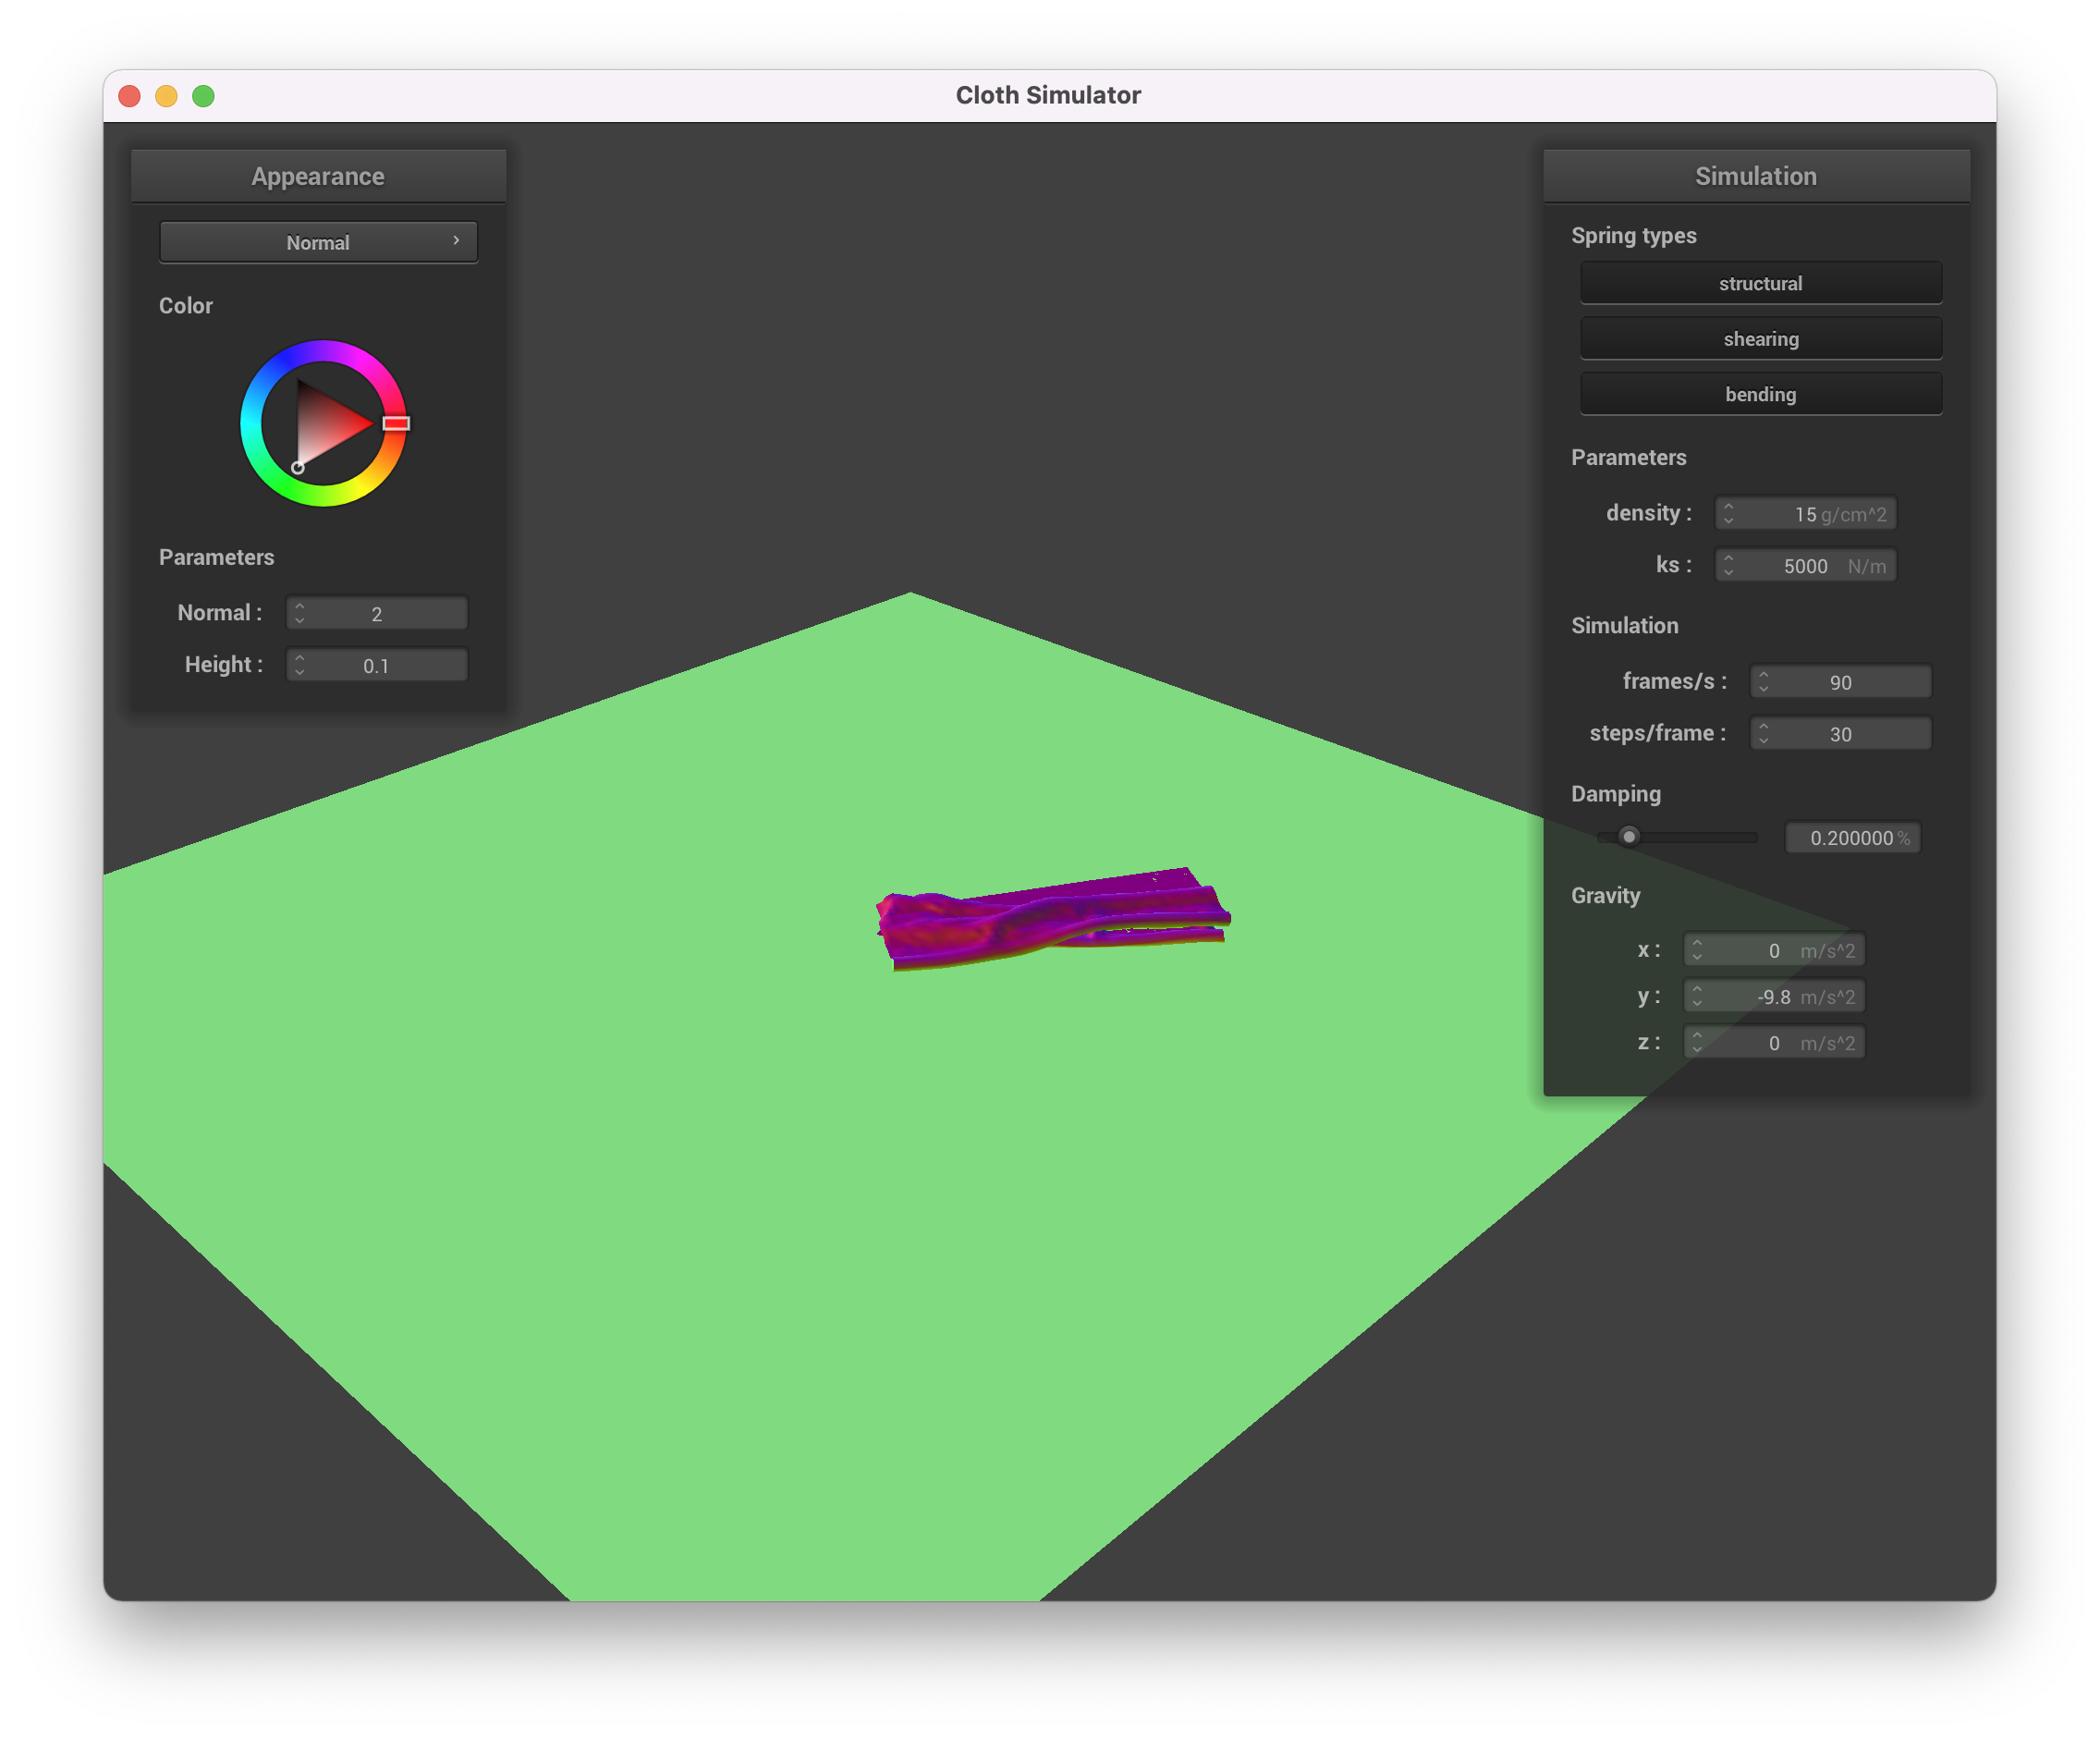 Cloth Simulator
Appearance
Normal
Color
Parameters
Normal : 2
Height : 0.1
Simulation
Spring types
structural
shearing
bending
Parameters
density : 15 g/cm^2
ks : 5000 N/m
Simulation
frames/s : 90
steps/frame : 30
Damping
0.200000 %
Gravity
x : 0 m/s^2
y : -9.8 m/s^2
z : 0 m/s^2